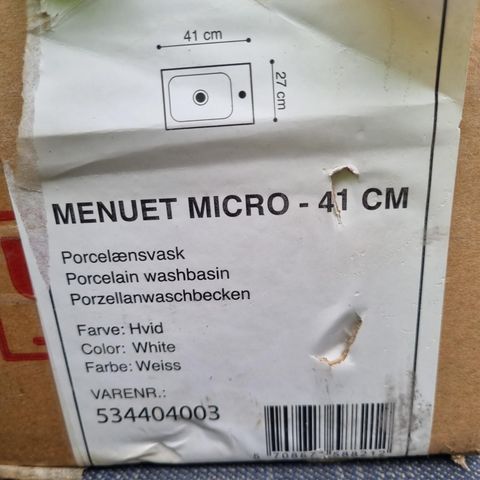 41 cm
27 cm
MENUET MICRO - 41 CM
Porcelænsvask
Porcelain washbasin
Porzellanwaschbecken
Farve: Hvid
Color: White
Farbe: Weiss
VARENR.:
534404003